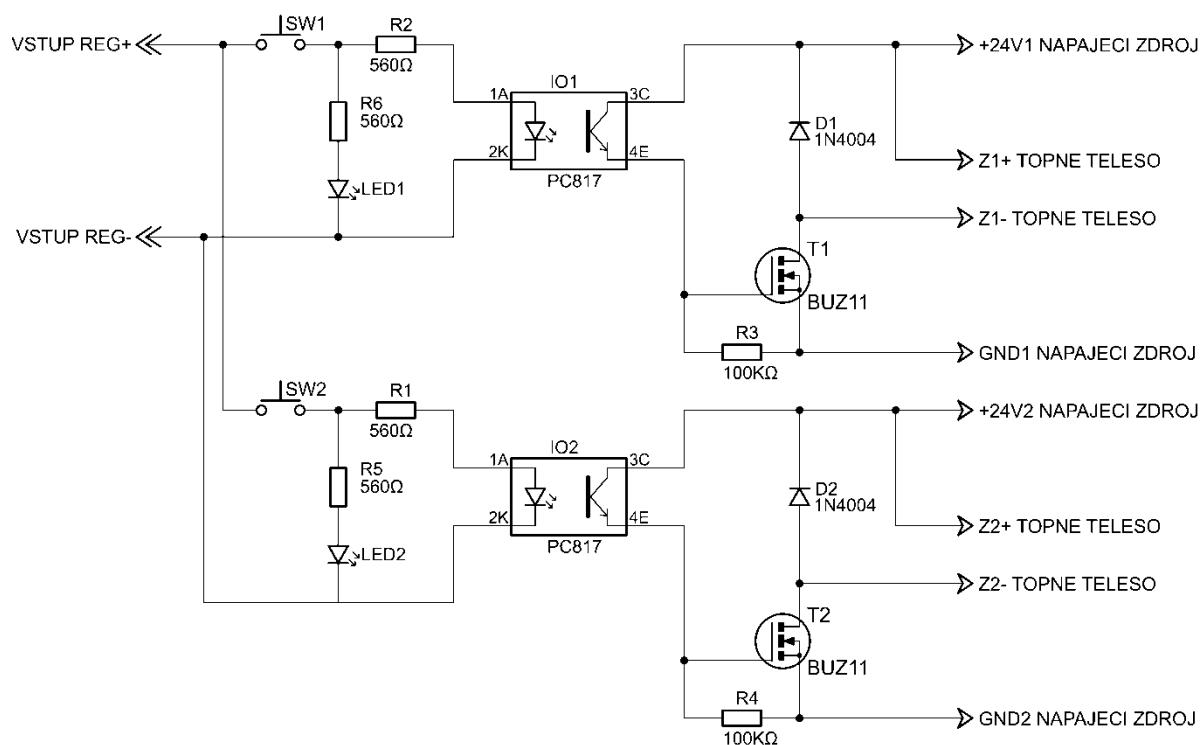 VSTUP REG+
SW1
R2
560Ω
R6
560Ω
LED1
VSTUP REG-
IO1
1A
2K
3C
4E
PC817
D1
1N4004
T1
BUZ11
R3
100KΩ
+24V1 NAPAJECI ZDROJ
Z1+ TOPNE TELESO
Z1- TOPNE TELESO
GND1 NAPAJECI ZDROJ
SW2
R1
560Ω
R5
560Ω
LED2
IO2
1A
2K
3C
4E
PC817
D2
1N4004
T2
BUZ11
R4
100KΩ
+24V2 NAPAJECI ZDROJ
Z2+ TOPNE TELESO
Z2- TOPNE TELESO
GND2 NAPAJECI ZDROJ